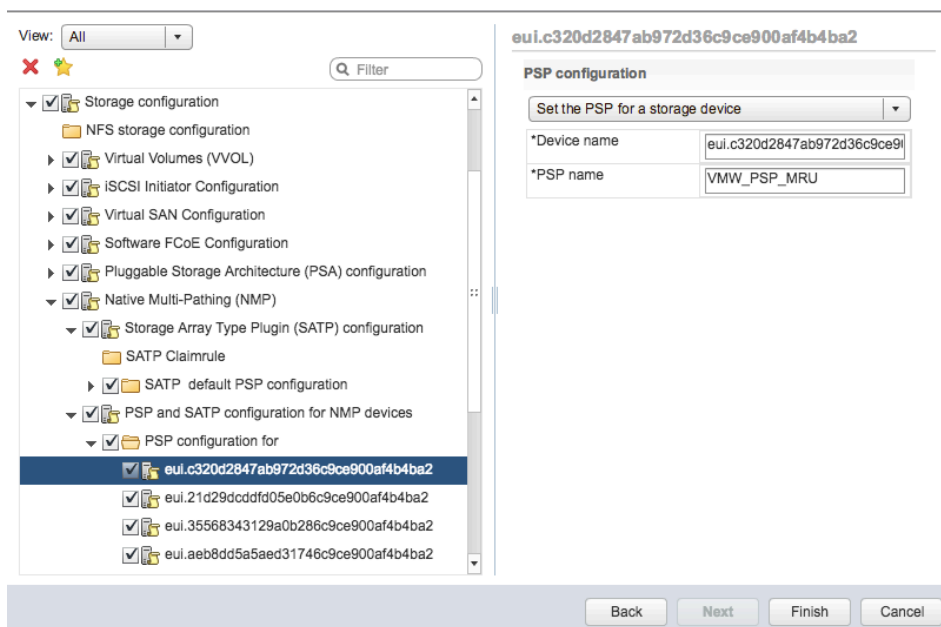 View: All
Filter
Storage configuration
NFS storage configuration
Virtual Volumes (VVOL)
iSCSI Initiator Configuration
Virtual SAN Configuration
Software FCoE Configuration
Pluggable Storage Architecture (PSA) configuration
Native Multi-Pathing (NMP)
Storage Array Type Plugin (SATP) configuration
SATP Claimrule
SATP default PSP configuration
PSP and SATP configuration for NMP devices
PSP configuration for
eui.c320d2847ab972d36c9ce900af4b4ba2
eui.21d29dcddfd05e0b6c9ce900af4b4ba2
eui.35568343129a0b286c9ce900af4b4ba2
eui.aeb8dd5a5aed31746c9ce900af4b4ba2
eui.c320d2847ab972d36c9ce900af4b4ba2
PSP configuration
Set the PSP for a storage device
*Device name eui.c320d2847ab972d36c9ce9
*PSP name VMW_PSP_MRU
Back Next Finish Cancel